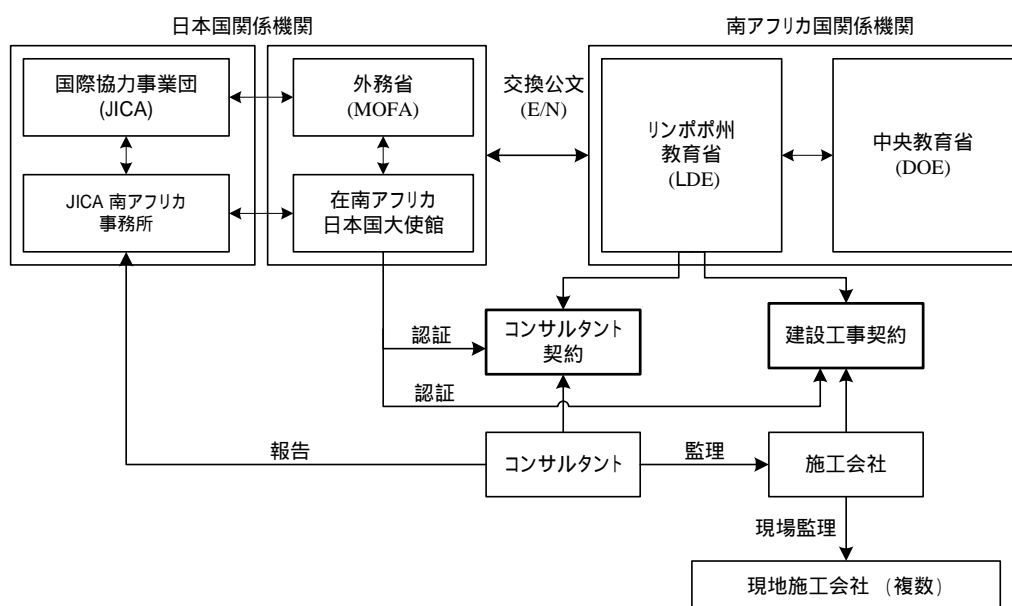 日本国関係機関
南アフリカ国関係機関
国際協力事業団
(JICA)
外務省
(MOFA)
交換公文
(E/N)
リンポポ州
教育省
(LDE)
中央教育省
(DOE)
JICA 南アフリカ
事務所
在南アフリカ
日本国大使館
認証
コンサルタント
契約
建設工事契約
認証
報告
コンサルタント
監理
施工会社
現場監理
現地施工会社 (複数)